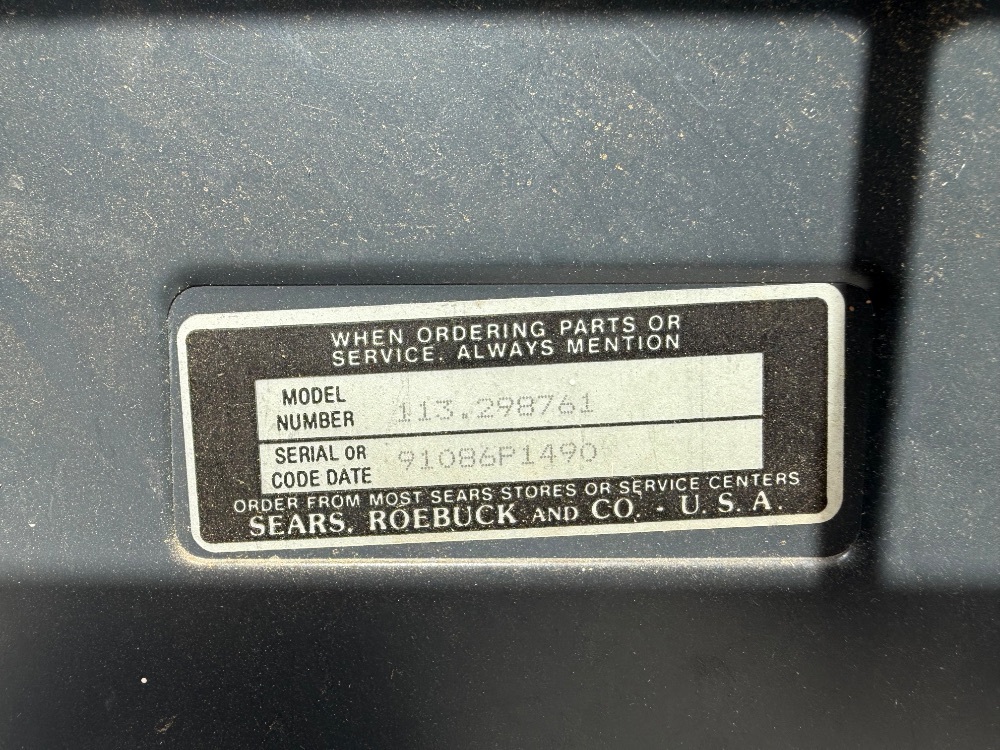 WHEN ORDERING PARTS OR
SERVICE, ALWAYS MENTION
MODEL
NUMBER 113.298761
SERIAL OR
CODE DATE 91086P1490
ORDER FROM MOST SEARS STORES OR SERVICE CENTERS
SEARS, ROEBUCK AND CO. - U. S. A.